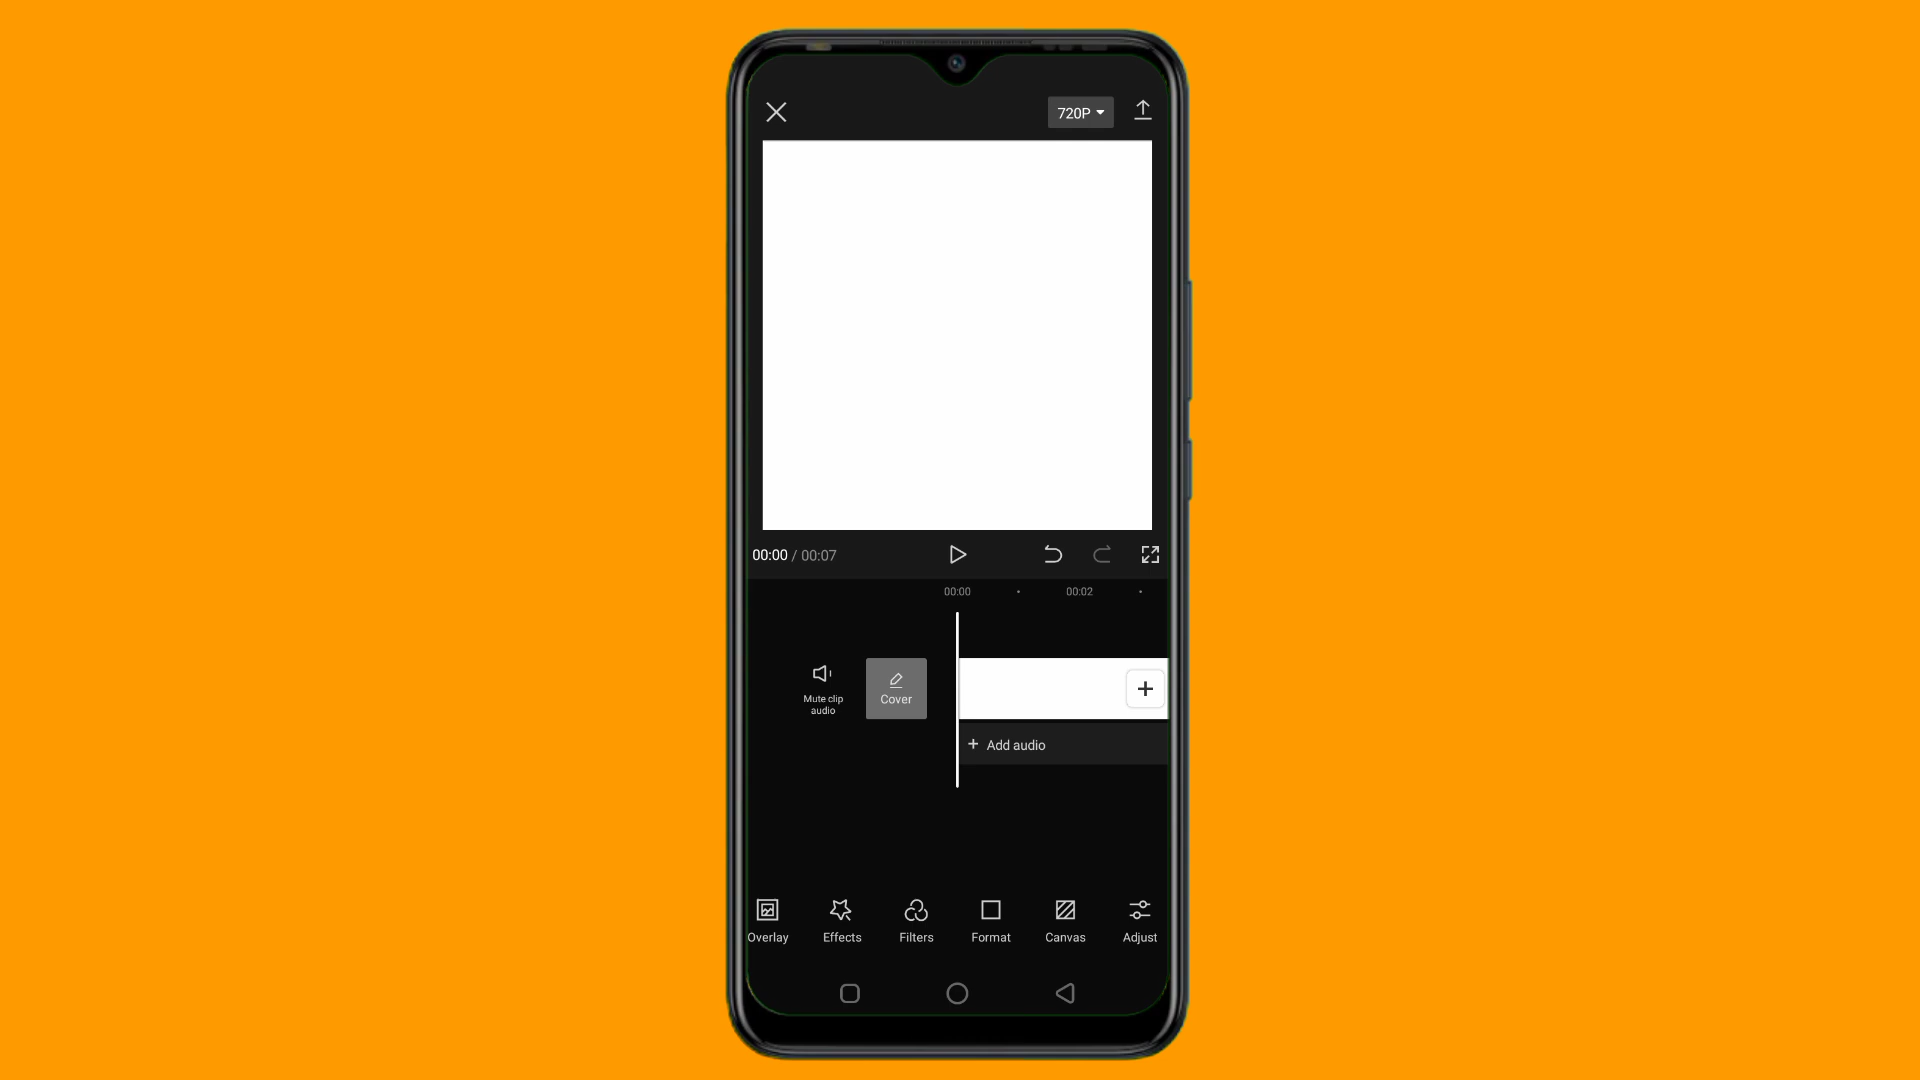 720P
00:00 / 00:07
00:00
00:02
Mute clip
audio
Cover
Add audio
Overlay
Effects
Filters
Format
Canvas
Adjust